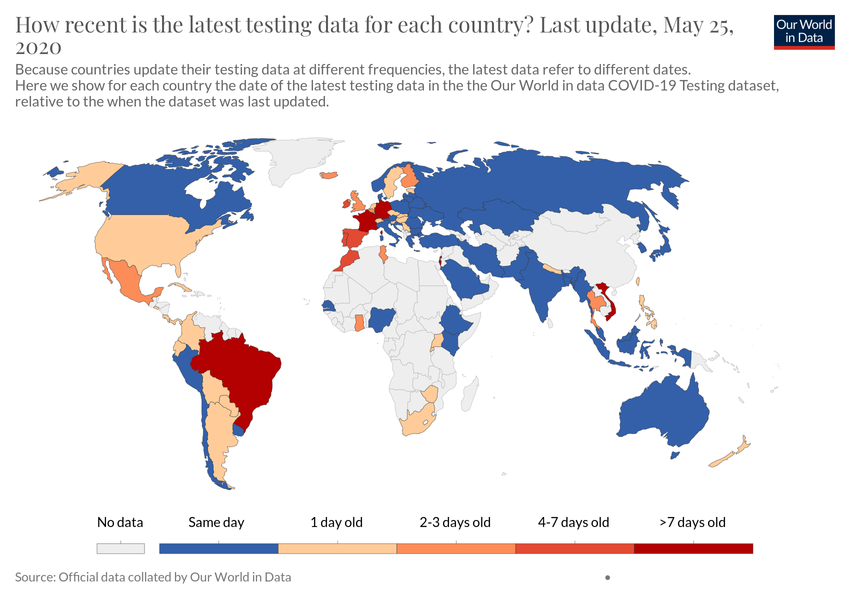 How recent is the latest testing data for each country? Last update, May 25,
2020
Our World
in Data
Because countries update their testing data at different frequencies, the latest data refer to different dates.
Here we show for each country the date of the latest testing data in the the Our World in data COVID-19 Testing dataset,
relative to the when the dataset was last updated.
No data
Same day
1 day old
2-3 days old
4-7 days old
>7 days old
Source: Official data collated by Our World in Data